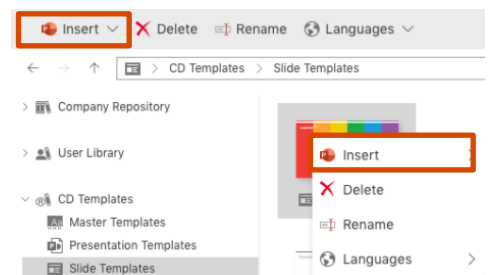 Insert Delete Rename Languages
CD Templates > Slide Templates
Company Repository
User Library
CD Templates
Master Templates
Presentation Templates
Slide Templates
Insert
Delete
Rename
Languages